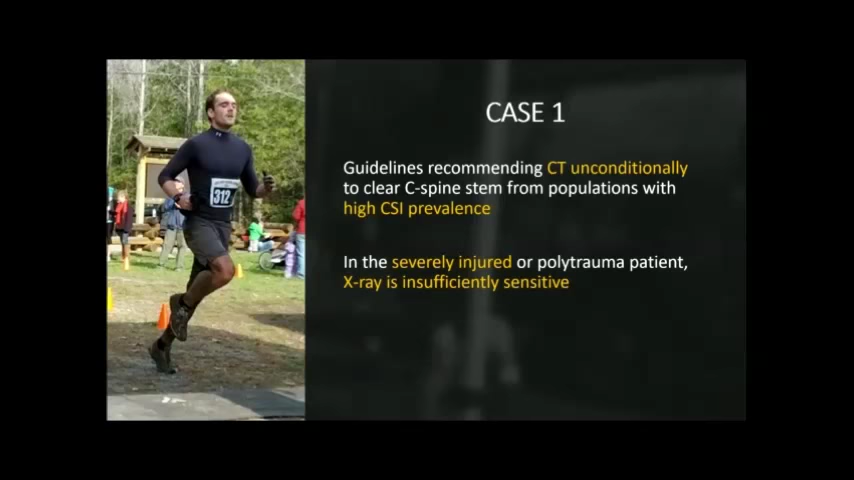 CASE 1
Guidelines recommending CT unconditionally
to clear C-spine stem from populations with
high CSI prevalence
In the severely injured or polytrauma patient,
X-ray is insufficiently sensitive
312